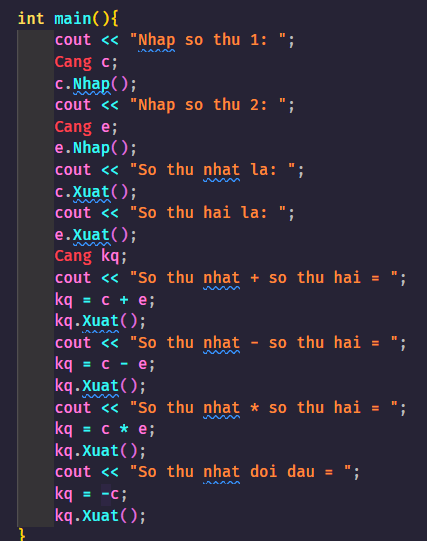 int main(){
cout << "Nhap so thu 1: ";
Cang c;
c.Nhap();
cout << "Nhap so thu 2: ";
Cang e;
e.Nhap();
cout << "So thu nhat la: ";
c.Xuat();
cout << "So thu hai la: ";
e.Xuat();
Cang kq;
cout << "So thu nhat + so thu hai = ";
kq = c + e;
kq.Xuat();
cout << "So thu nhat - so thu hai = ";
kq = c - e;
kq.Xuat();
cout << "So thu nhat * so thu hai = ";
kq = c * e;
kq.Xuat();
cout << "So thu nhat doi dau = ";
kq = -c;
kq.Xuat();
}